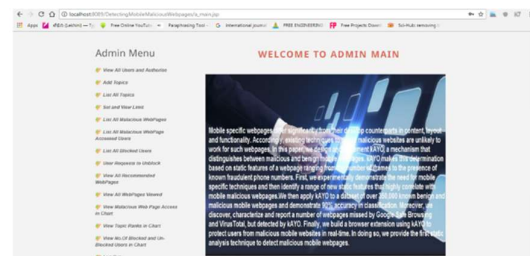 localhost:8089/DetectingMobileMaliciousWebpages/a_main.jsp
Apps
Free Online YouTube
Paraphrasing Tool -
G international journal
FREE ENGINEERING
FP Free Projects Down
Sci-Hub: removing
Admin Menu
WELCOME TO ADMIN MAIN
View All Users and Authorize
Add Topics
List All Topics
List All Malacious WebPages
List All Malacious WebPage
Accessed Users
List All Blocked Users
User Requests to Unblock
View All Recommended
WebPages
View All WebPages Viewed
View Malacious Web Page Access
in Chart
View Topic Ranks in Chart
View No.Of Blocked and Un-
Blocked Users in Chart
Mobile specific webpages differ significantly from their desktop counterparts in content, layout
and functionality. Accordingly, existing techniques to detect malicious websites are unlikely to
work for such webpages. In this paper, we design and implement kAYO, a mechanism that
distinguishes between malicious and benign mobile webpages. kAYO makes this determination
based on static features of a webpage ranging from the number of iframes to the presence of
known fraudulent phone numbers. First, we experimentally demonstrate the need for mobile
specific techniques and then identify a range of new static features that highly correlate with
mobile malicious webpages.We then apply kAYO to a dataset of over 350,000 known benign and
malicious mobile webpages and demonstrate 90% accuracy in classification. Moreover, we
discover, characterize and report a number of webpages missed by Google Safe Browsing
and VirusTotal, but detected by kAYO. Finally, we build a browser extension using kAYO to
protect users from malicious mobile websites in real-time. In doing so, we provide the first static
analysis technique to detect malicious mobile webpages.